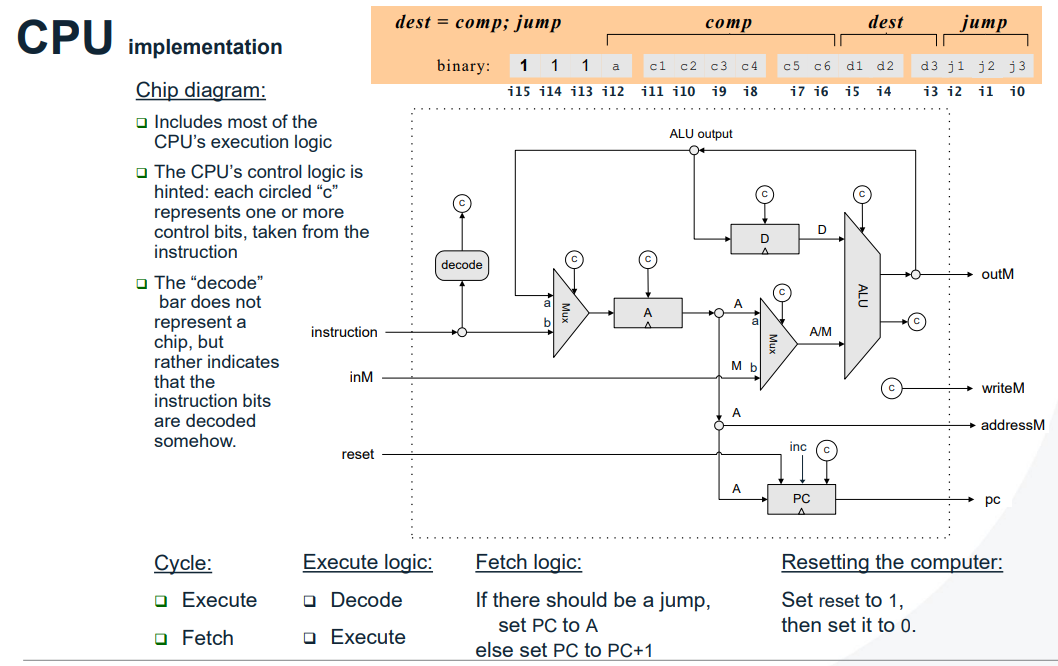 CPU implementation
dest = comp; jump comp dest jump
binary: 1 1 1 a c1 c2 c3 c4 c5 c6 d1 d2 d3 j1 j2 j3
i15 i14 i13 i12 i11 i10 i9 i8 i7 i6 i5 i4 i3 i2 i1 i0
Chip diagram:
Includes most of the
CPU’s execution logic
The CPU’s control logic is
hinted: each circled “c”
represents one or more
control bits, taken from the
instruction
The “decode”
bar does not
represent a
chip, but
rather indicates
that the
instruction bits
are decoded
somehow.
ALU output
C
C
C
D
D
decode
C
C
a
b
Mux
A
A
a
C
Mux
A/M
ALU
outM
C
instruction
inM
M b
C
writeM
A
addressM
reset
inc
C
A
PC
pc
Cycle:
Execute
Fetch
Execute logic:
Decode
Execute
Fetch logic:
If there should be a jump,
set PC to A
else set PC to PC+1
Resetting the computer:
Set reset to 1,
then set it to 0.